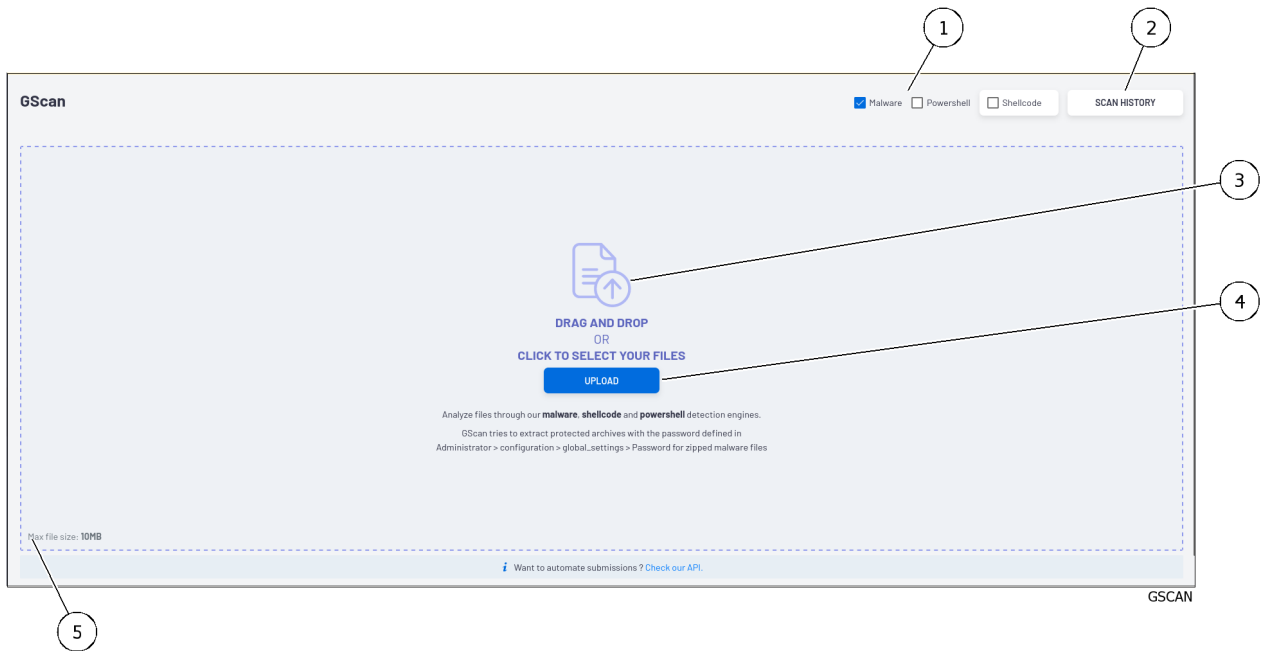 1
2
GScan
Malware
Powershell
Shellcode
SCAN HISTORY
3
4
DRAG AND DROP
OR
CLICK TO SELECT YOUR FILES
UPLOAD
Analyze files through our malware, shellcode and powershell detection engines.
GScan tries to extract protected archives with the password defined in
Administrator > configuration > global_settings > Password for zipped malware files
Max file size: 10MB
i Want to automate submissions ? Check our API.
GSCAN
5